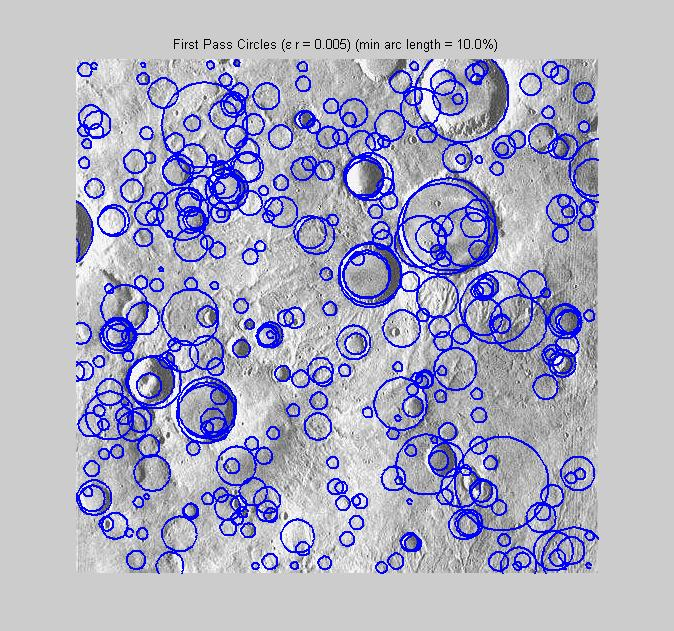 First Pass Circles (ε r = 0.005) (min arc length = 10.0%)